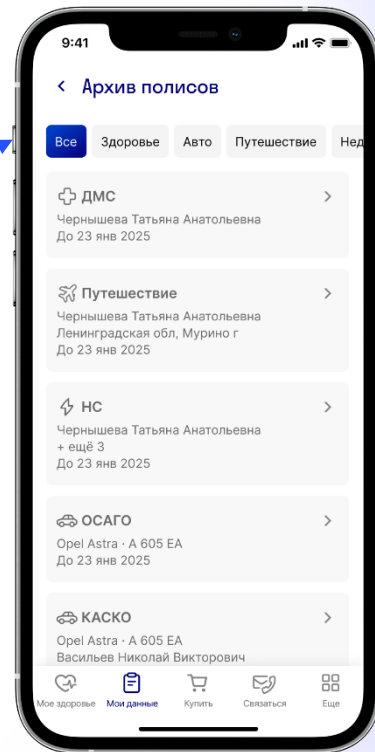 9:41
Архив полисов
Все Здоровье Авто Путешествие Нед
ДМС
Чернышева Татьяна Анатольевна
До 23 янв 2025
Путешествие
Чернышева Татьяна Анатольевна
Ленинградская обл, Мурино г
До 23 янв 2025
НС
Чернышева Татьяна Анатольевна
+ ещё 3
До 23 янв 2025
ОСАГО
Opel Astra · А 605 ЕА
До 23 янв 2025
КАСКО
Opel Astra · А 605 ЕА
Васильев Николай Викторович
Мое здоровье Мои данные Купить Связаться Еще